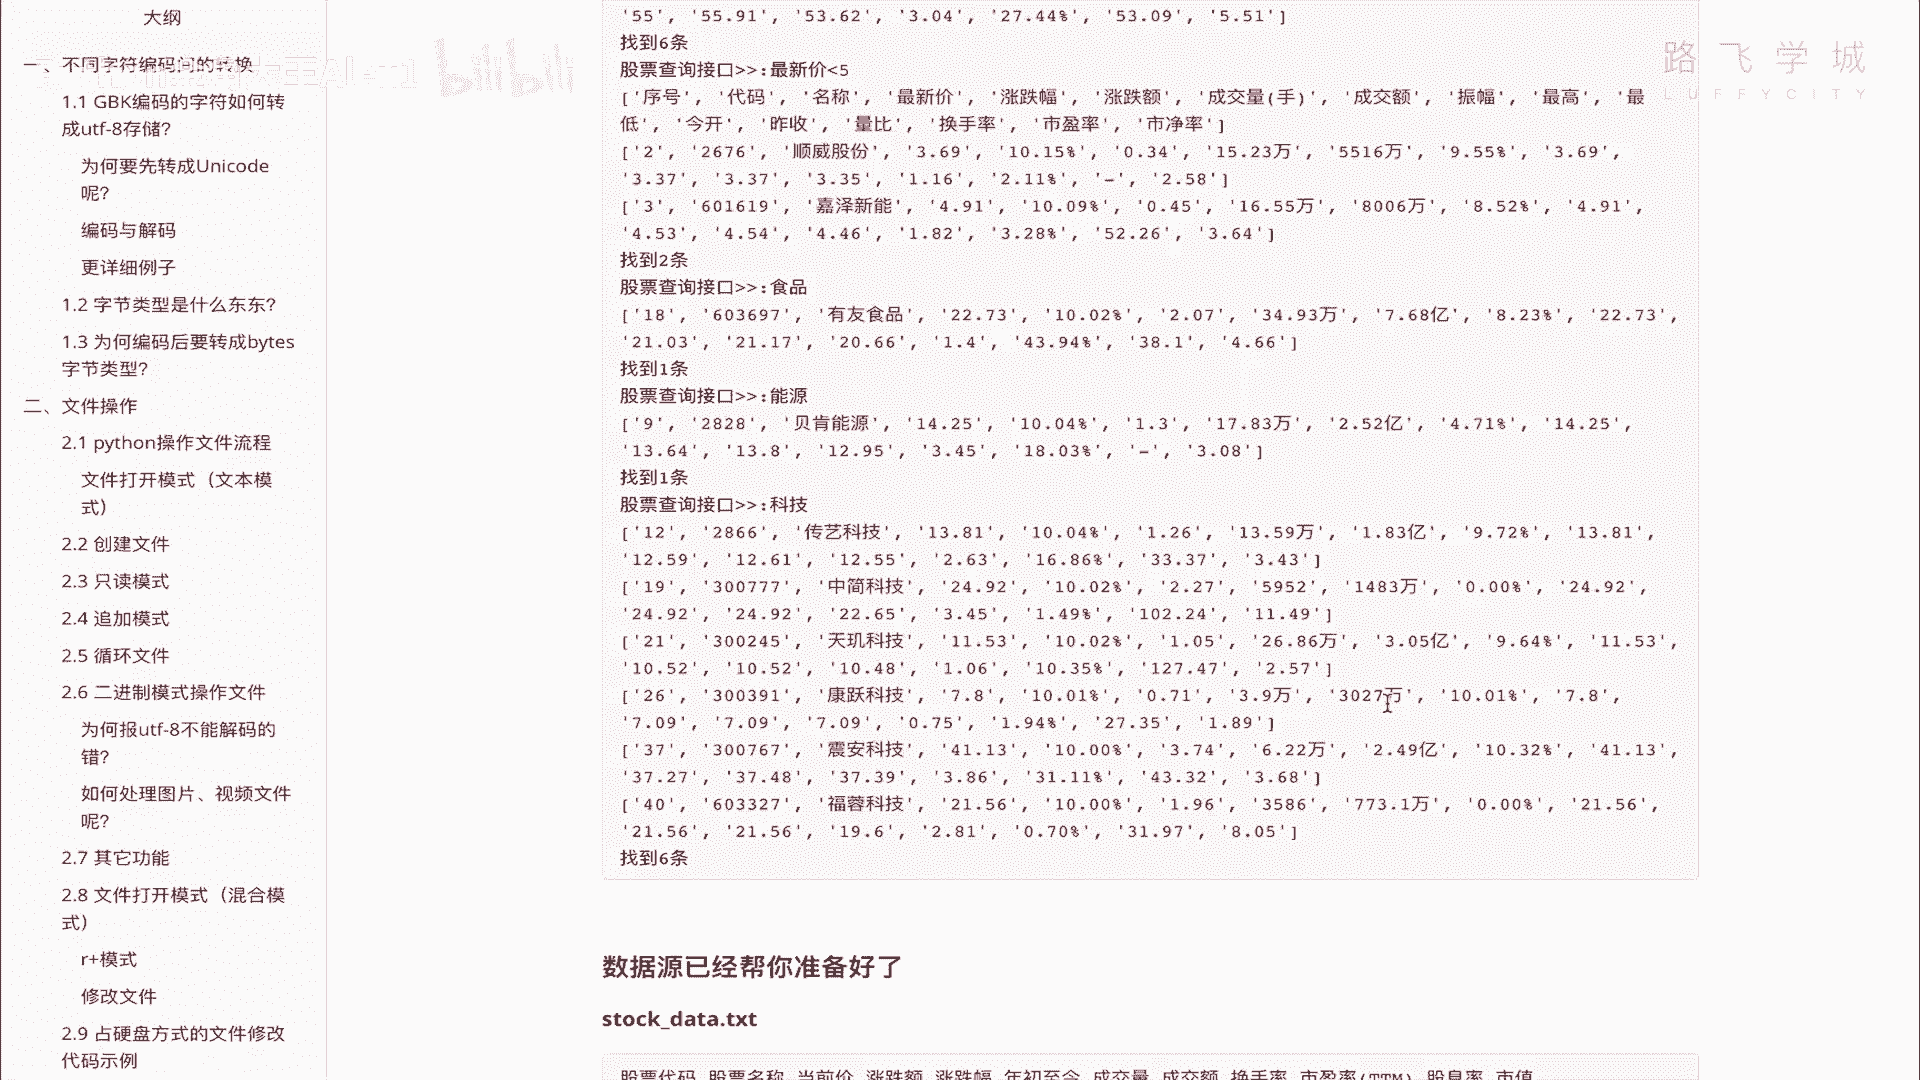 大纲
一、不同字符编码间的转换
1.1 GBK编码的字符如何转
成utf-8存储?
为何要先转成Unicode
呢?
编码与解码
更详细例子
1.2 字节类型是什么东东?
1.3 为何编码后要转成bytes
字节类型?
二、文件操作
2.1 python操作文件流程
文件打开模式（文本模
式）
2.2 创建文件
2.3 只读模式
2.4 追加模式
2.5 循环文件
2.6 二进制模式操作文件
为何报utf-8不能解码的
错?
如何处理图片、视频文件
呢?
2.7 其它功能
2.8 文件打开模式（混合模
式）
r+模式
修改文件
2.9 占硬盘方式的文件修改
代码示例
bilibili
路飞学城
LUFFYCITY
'55', '55.91', '53.62', '3.04', '27.44%', '53.09', '5.51']
找到6条
股票查询接口>>:最新价<5
['序号', '代码', '名称', '最新价', '涨跌幅', '涨跌额', '成交量(手)', '成交额', '振幅', '最高', '最
低', '今开', '昨收', '量比', '换手率', '市盈率', '市净率']
['2', '2676', '顺威股份', '3.69', '10.15%', '0.34', '15.23万', '5516万', '9.55%', '3.69',
'3.37', '3.37', '3.35', '1.16', '2.11%', '-', '2.58']
['3', '601619', '嘉泽新能', '4.91', '10.09%', '0.45', '16.55万', '8006万', '8.52%', '4.91',
'4.53', '4.54', '4.46', '1.82', '3.28%', '52.26', '3.64']
找到2条
股票查询接口>>:食品
['18', '603697', '有友食品', '22.73', '10.02%', '2.07', '34.93万', '7.68亿', '8.23%', '22.73',
'21.03', '21.17', '20.66', '1.4', '43.94%', '38.1', '4.66']
找到1条
股票查询接口>>:能源
['9', '2828', '贝肯能源', '14.25', '10.04%', '1.3', '17.83万', '2.52亿', '4.71%', '14.25',
'13.64', '13.8', '12.95', '3.45', '18.03%', '-', '3.08']
找到1条
股票查询接口>>:科技
['12', '2866', '传艺科技', '13.81', '10.04%', '1.26', '13.59万', '1.83亿', '9.72%', '13.81',
'12.59', '12.61', '12.55', '2.63', '16.86%', '33.37', '3.43']
['19', '300777', '中简科技', '24.92', '10.02%', '2.27', '5952', '1483万', '0.00%', '24.92',
'24.92', '24.92', '22.65', '3.45', '1.49%', '102.24', '11.49']
['21', '300245', '天玑科技', '11.53', '10.02%', '1.05', '26.86万', '3.05亿', '9.64%', '11.53',
'10.52', '10.52', '10.48', '1.06', '10.35%', '127.47', '2.57']
['26', '300391', '康跃科技', '7.8', '10.01%', '0.71', '3.9万', '3027万', '10.01%', '7.8',
'7.09', '7.09', '7.09', '0.75', '1.94%', '27.35', '1.89']
['37', '300767', '震安科技', '41.13', '10.00%', '3.74', '6.22万', '2.49亿', '10.32%', '41.13',
'37.27', '37.48', '37.39', '3.86', '31.11%', '43.32', '3.68']
['40', '603327', '福蓉科技', '21.56', '10.00%', '1.96', '3586', '773.1万', '0.00%', '21.56',
'21.56', '21.56', '19.6', '2.81', '0.70%', '31.97', '8.05']
找到6条
数据源已经帮你准备好了
stock_data.txt
股票代码 股票名称 当前价 涨跌额 涨跌幅 年初至今 成交量 成交额 换手率 市盈率(TTM) 股息率 市值